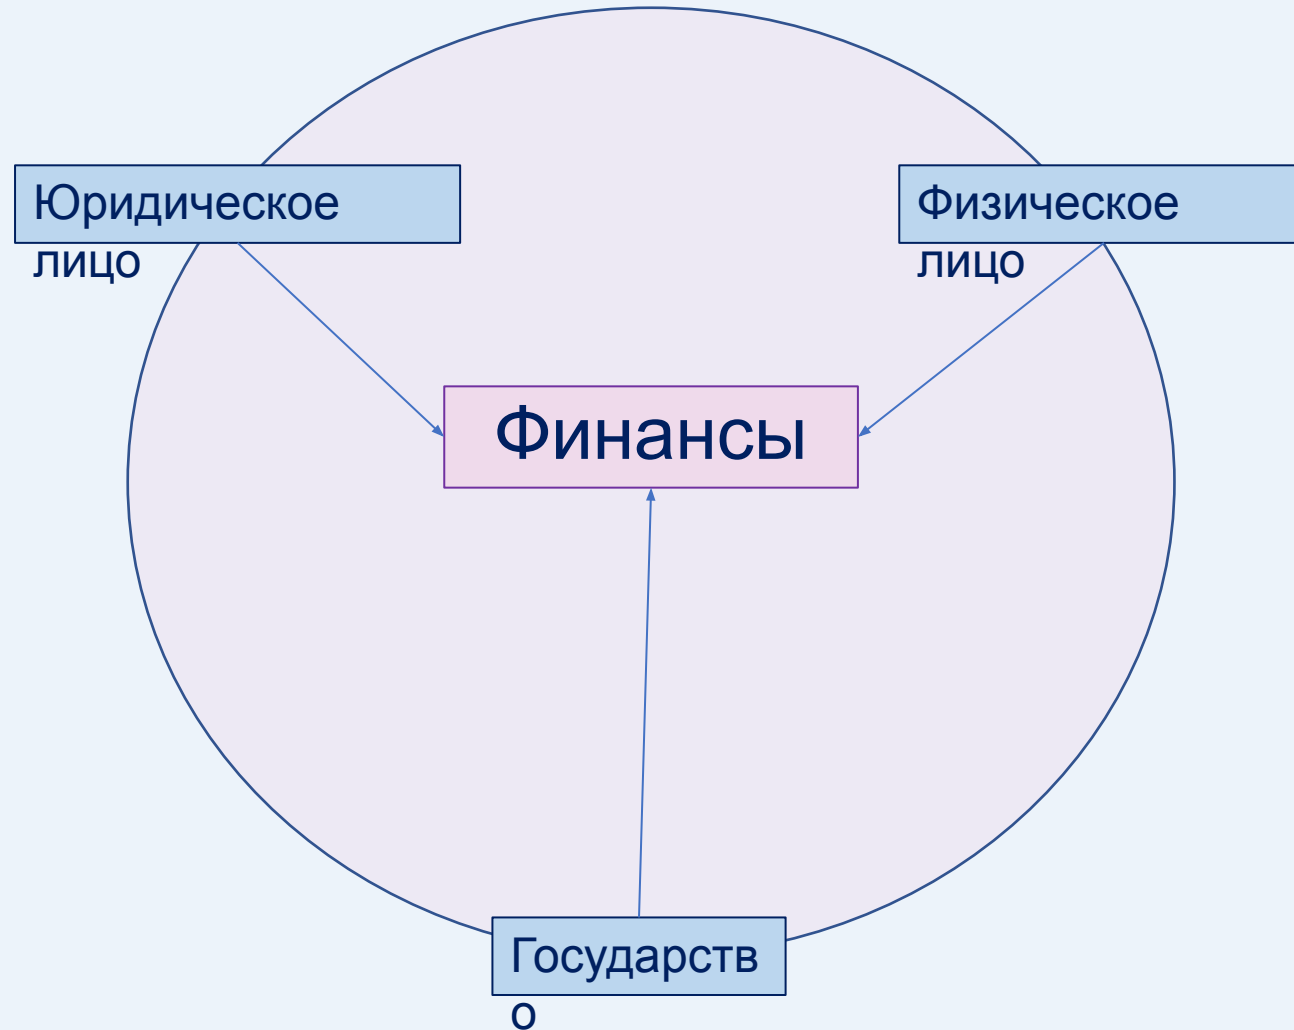 Юридическое
лицо
Физическое
лицо
Финансы
Государств
о